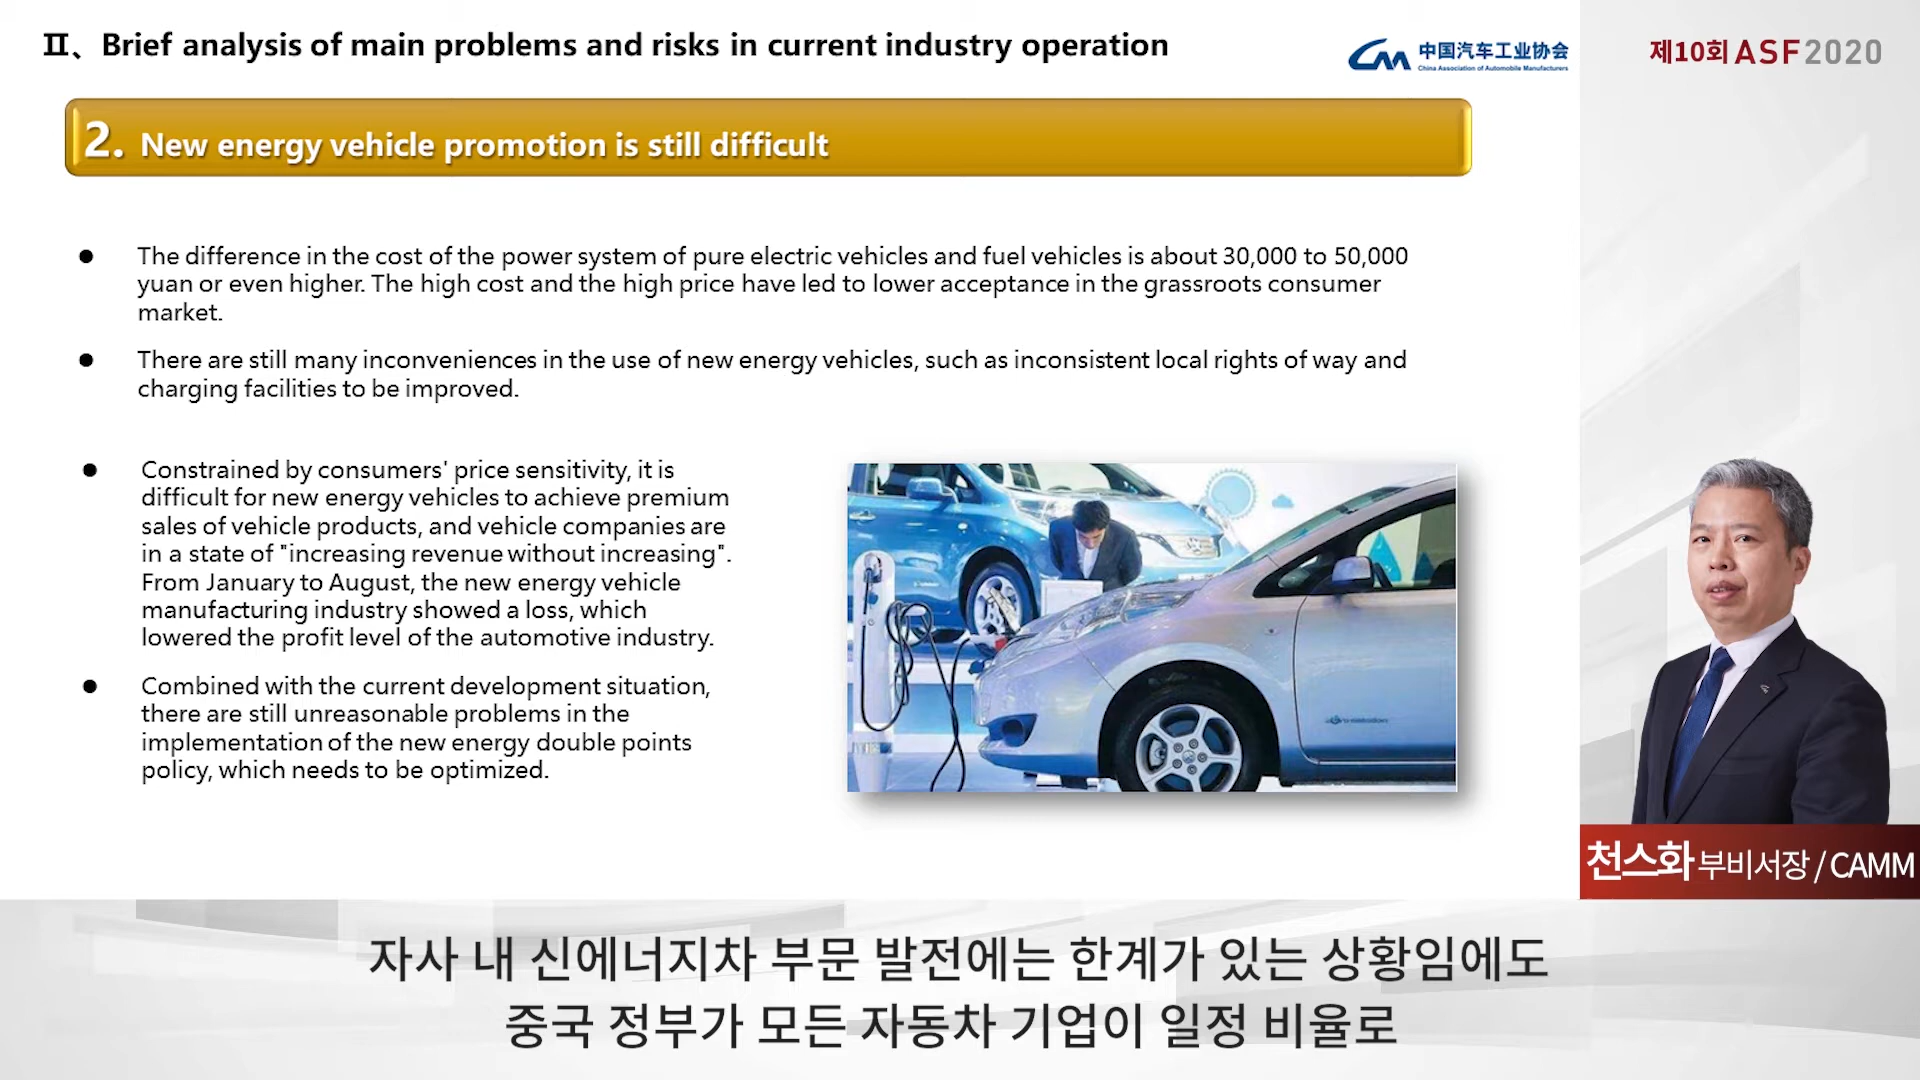 Ⅱ、Brief analysis of main problems and risks in current industry operation
中国汽车工业协会
China Association of Automobile Manufacturers
제10회 ASF2020
2. New energy vehicle promotion is still difficult
● The difference in the cost of the power system of pure electric vehicles and fuel vehicles is about 30,000 to 50,000
yuan or even higher. The high cost and the high price have led to lower acceptance in the grassroots consumer
market.
● There are still many inconveniences in the use of new energy vehicles, such as inconsistent local rights of way and
charging facilities to be improved.
● Constrained by consumers' price sensitivity, it is
difficult for new energy vehicles to achieve premium
sales of vehicle products, and vehicle companies are
in a state of "increasing revenue without increasing".
From January to August, the new energy vehicle
manufacturing industry showed a loss, which
lowered the profit level of the automotive industry.
● Combined with the current development situation,
there are still unreasonable problems in the
implementation of the new energy double points
policy, which needs to be optimized.
천스화 부비서장 / CAMM
자사 내 신에너지차 부문 발전에는 한계가 있는 상황임에도
중국 정부가 모든 자동차 기업이 일정 비율로